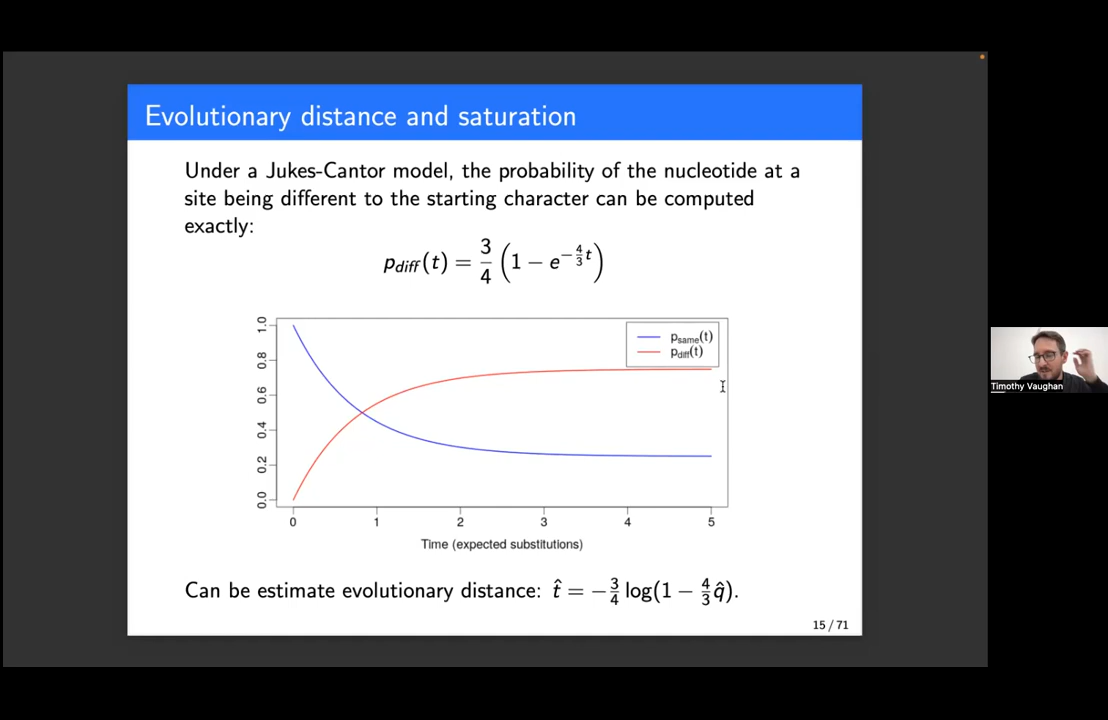 Evolutionary distance and saturation
Under a Jukes-Cantor model, the probability of the nucleotide at a
site being different to the starting character can be computed
exactly:
p_diff(t) = 3/4 (1 − e^{−4/3 t})
p_same(t)
p_diff(t)
1.0
0.8
0.6
0.4
0.2
0.0
0 1 2 3 4 5
Time (expected substitutions)
Can be estimate evolutionary distance: t̂ = −3/4 log(1 − 4/3 q̂).
15 / 71
Timothy Vaughan